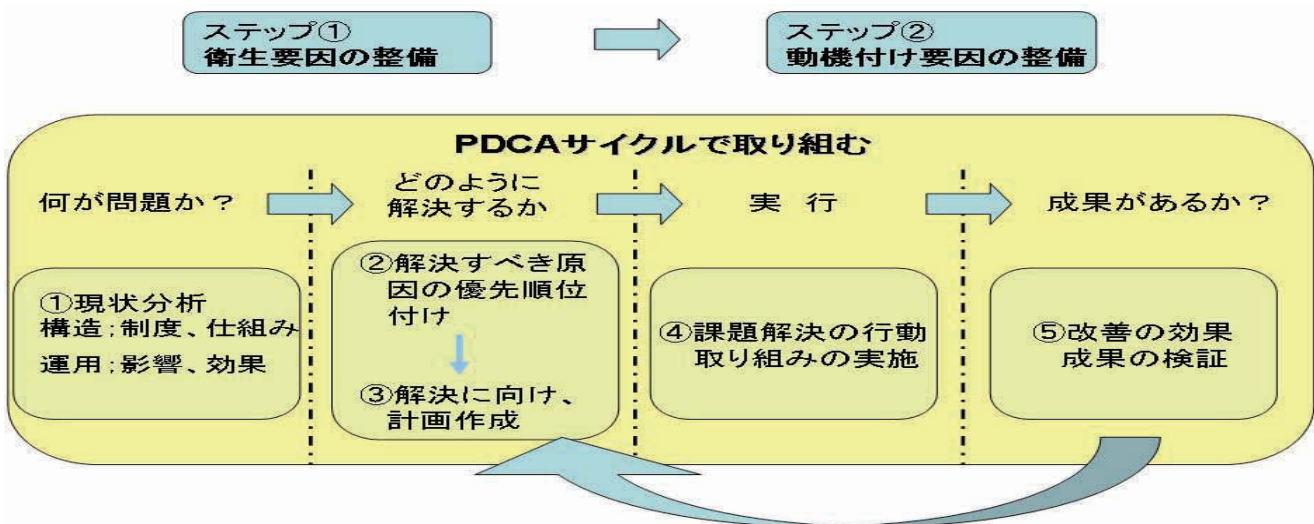 ステップ①
衛生要因の整備
ステップ②
動機付け要因の整備
PDCAサイクルで取り組む
何が問題か？
どのように
解決するか
実 行
成果があるか？
①現状分析
構造；制度、仕組み
運用；影響、効果
②解決すべき原
因の優先順位
付け
③解決に向け、
計画作成
④課題解決の行動
取り組みの実施
⑤改善の効果
成果の検証